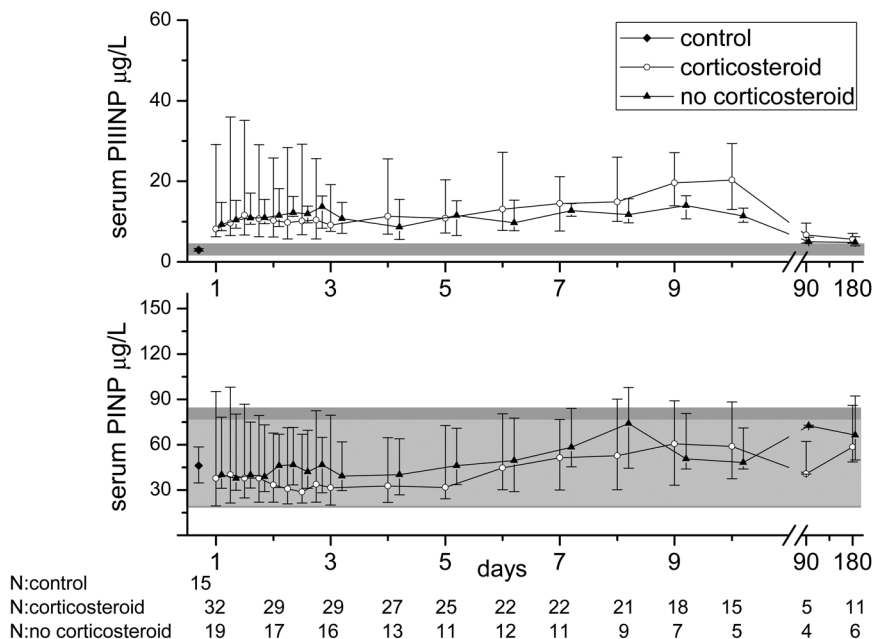 60
40
20
0
serum PIIINP µg/L
control
corticosteroid
no corticosteroid
1 3 5 7 9 90 180
150
120
90
60
30
serum PINP µg/L
1 3 5 7 9 90 180
days
N:control 15
N:corticosteroid 32 29 29 27 25 22 22 21 18 15 5 11
N:no corticosteroid 19 17 16 13 11 12 11 9 7 5 4 6